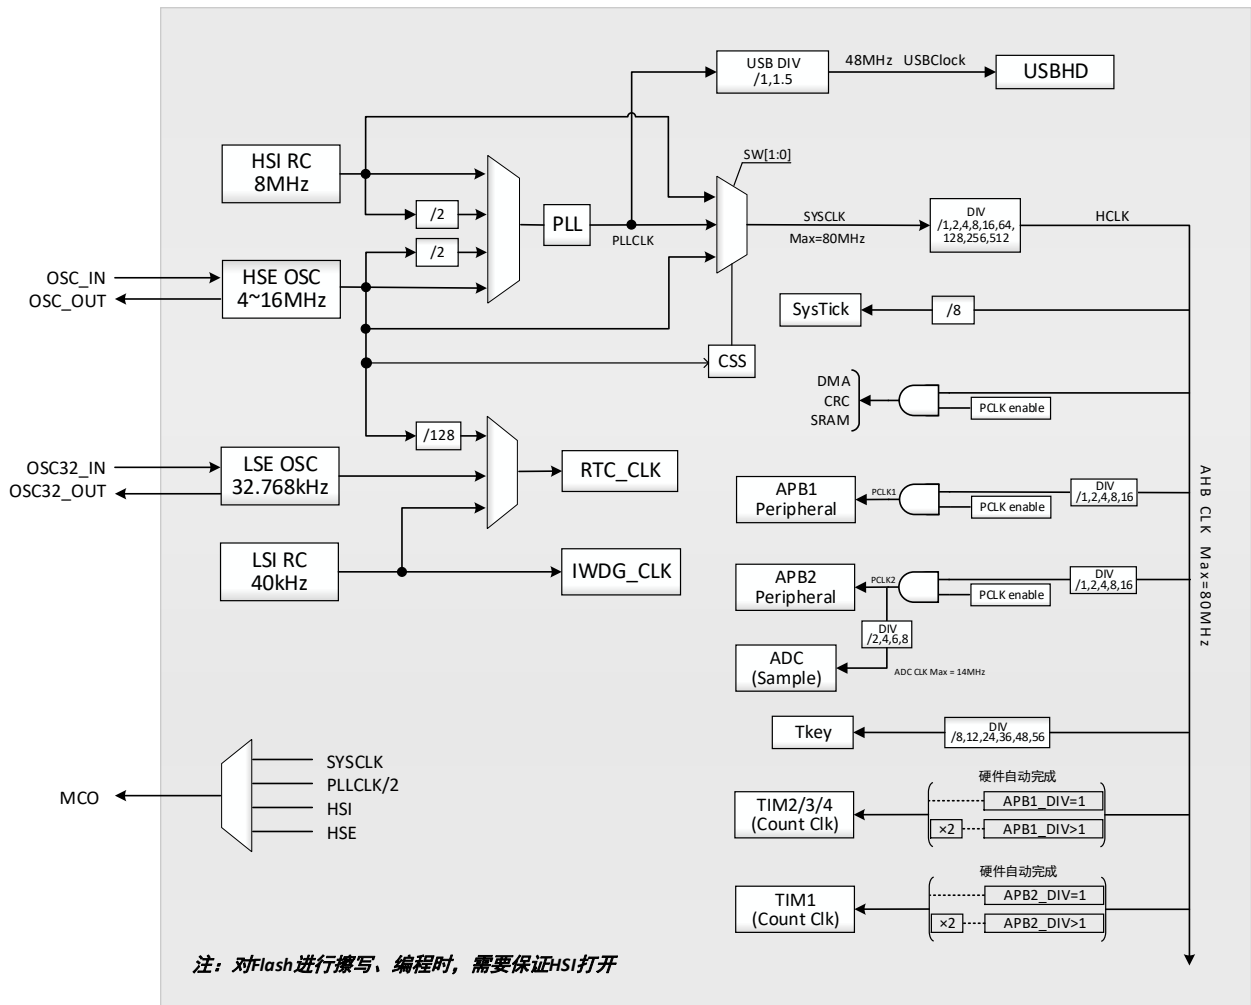 USB DIV
/1,1.5
48MHz USBClock
USBHD
HSI RC
8MHz
SW[1:0]
/2
PLL
PLLCLK
SYSCLK
Max=80MHz
DIV
/1,2,4,8,16,64,
128,256,512
HCLK
/2
OSC_IN
OSC_OUT
HSE OSC
4~16MHz
SysTick
/8
CSS
DMA
CRC
SRAM
PCLK enable
/128
OSC32_IN
OSC32_OUT
LSE OSC
32.768kHz
RTC_CLK
APB1
Peripheral
PCLK1
PCLK enable
DIV
/1,2,4,8,16
AHB CLK Max=80MHz
LSI RC
40kHz
IWDG_CLK
APB2
Peripheral
PCLK2
PCLK enable
DIV
/1,2,4,8,16
DIV
/2,4,6,8
ADC
(Sample)
ADC CLK Max = 14MHz
Tkey
DIV
/8,12,24,36,48,56
MCO
SYSCLK
PLLCLK/2
HSI
HSE
硬件自动完成
TIM2/3/4
(Count Clk)
APB1_DIV=1
×2
APB1_DIV>1
硬件自动完成
TIM1
(Count Clk)
APB2_DIV=1
×2
APB2_DIV>1
注：对Flash进行擦写、编程时，需要保证HSI打开